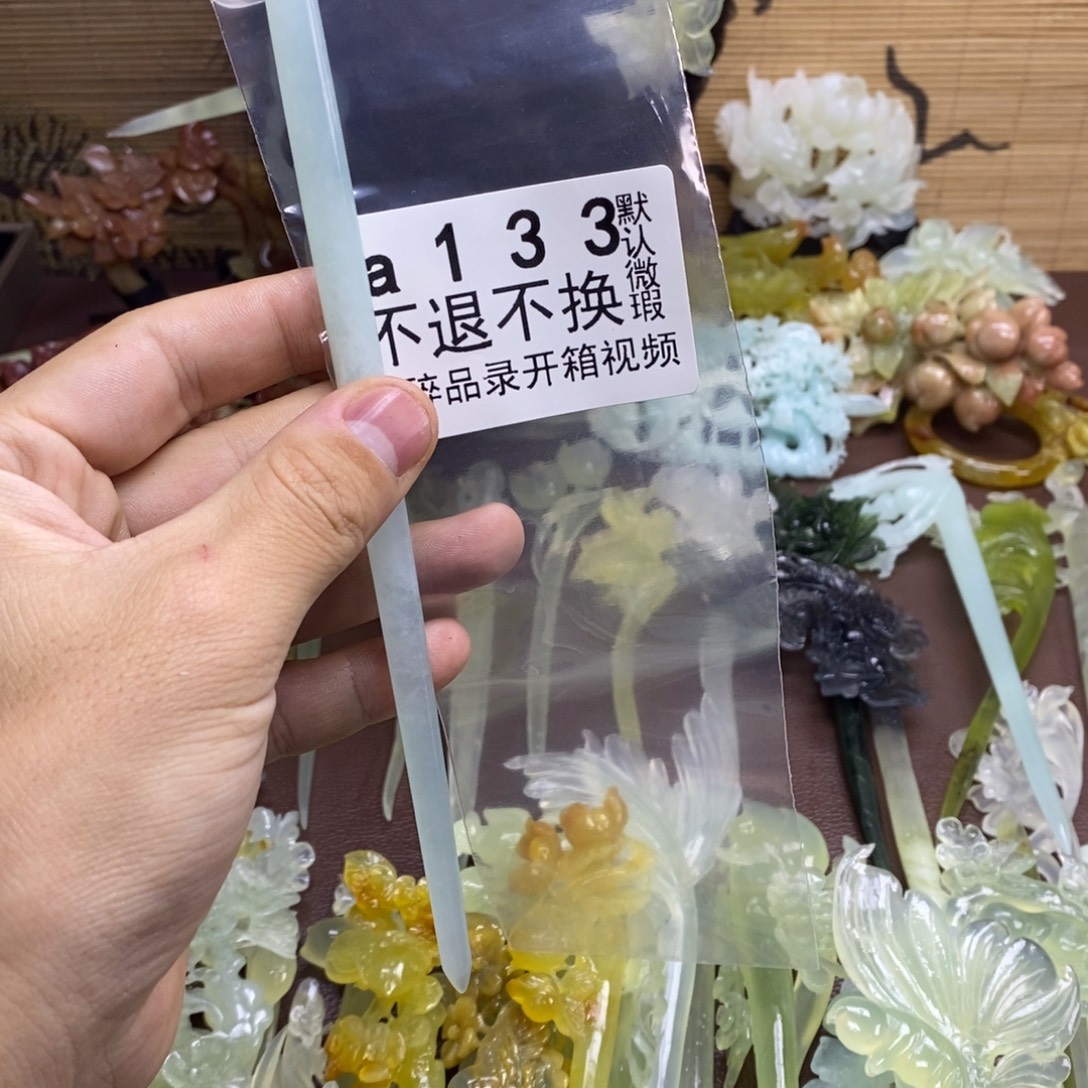 a 1 3 3
默认微瑕
不退不换
碎品录开箱视频